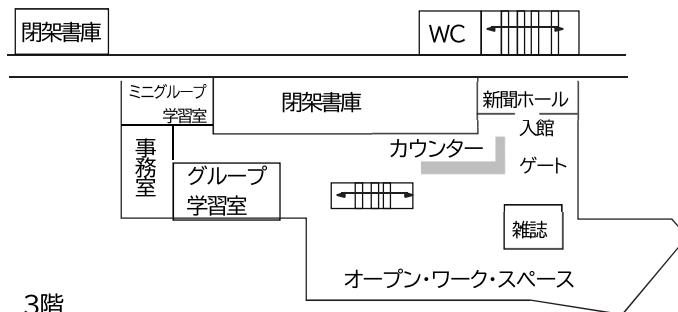 閉架書庫
WC
ミニグループ
学習室
閉架書庫
新聞ホール
入館
ゲート
カウンター
事務室
グループ
学習室
雑誌
オープン・ワーク・スペース
3階